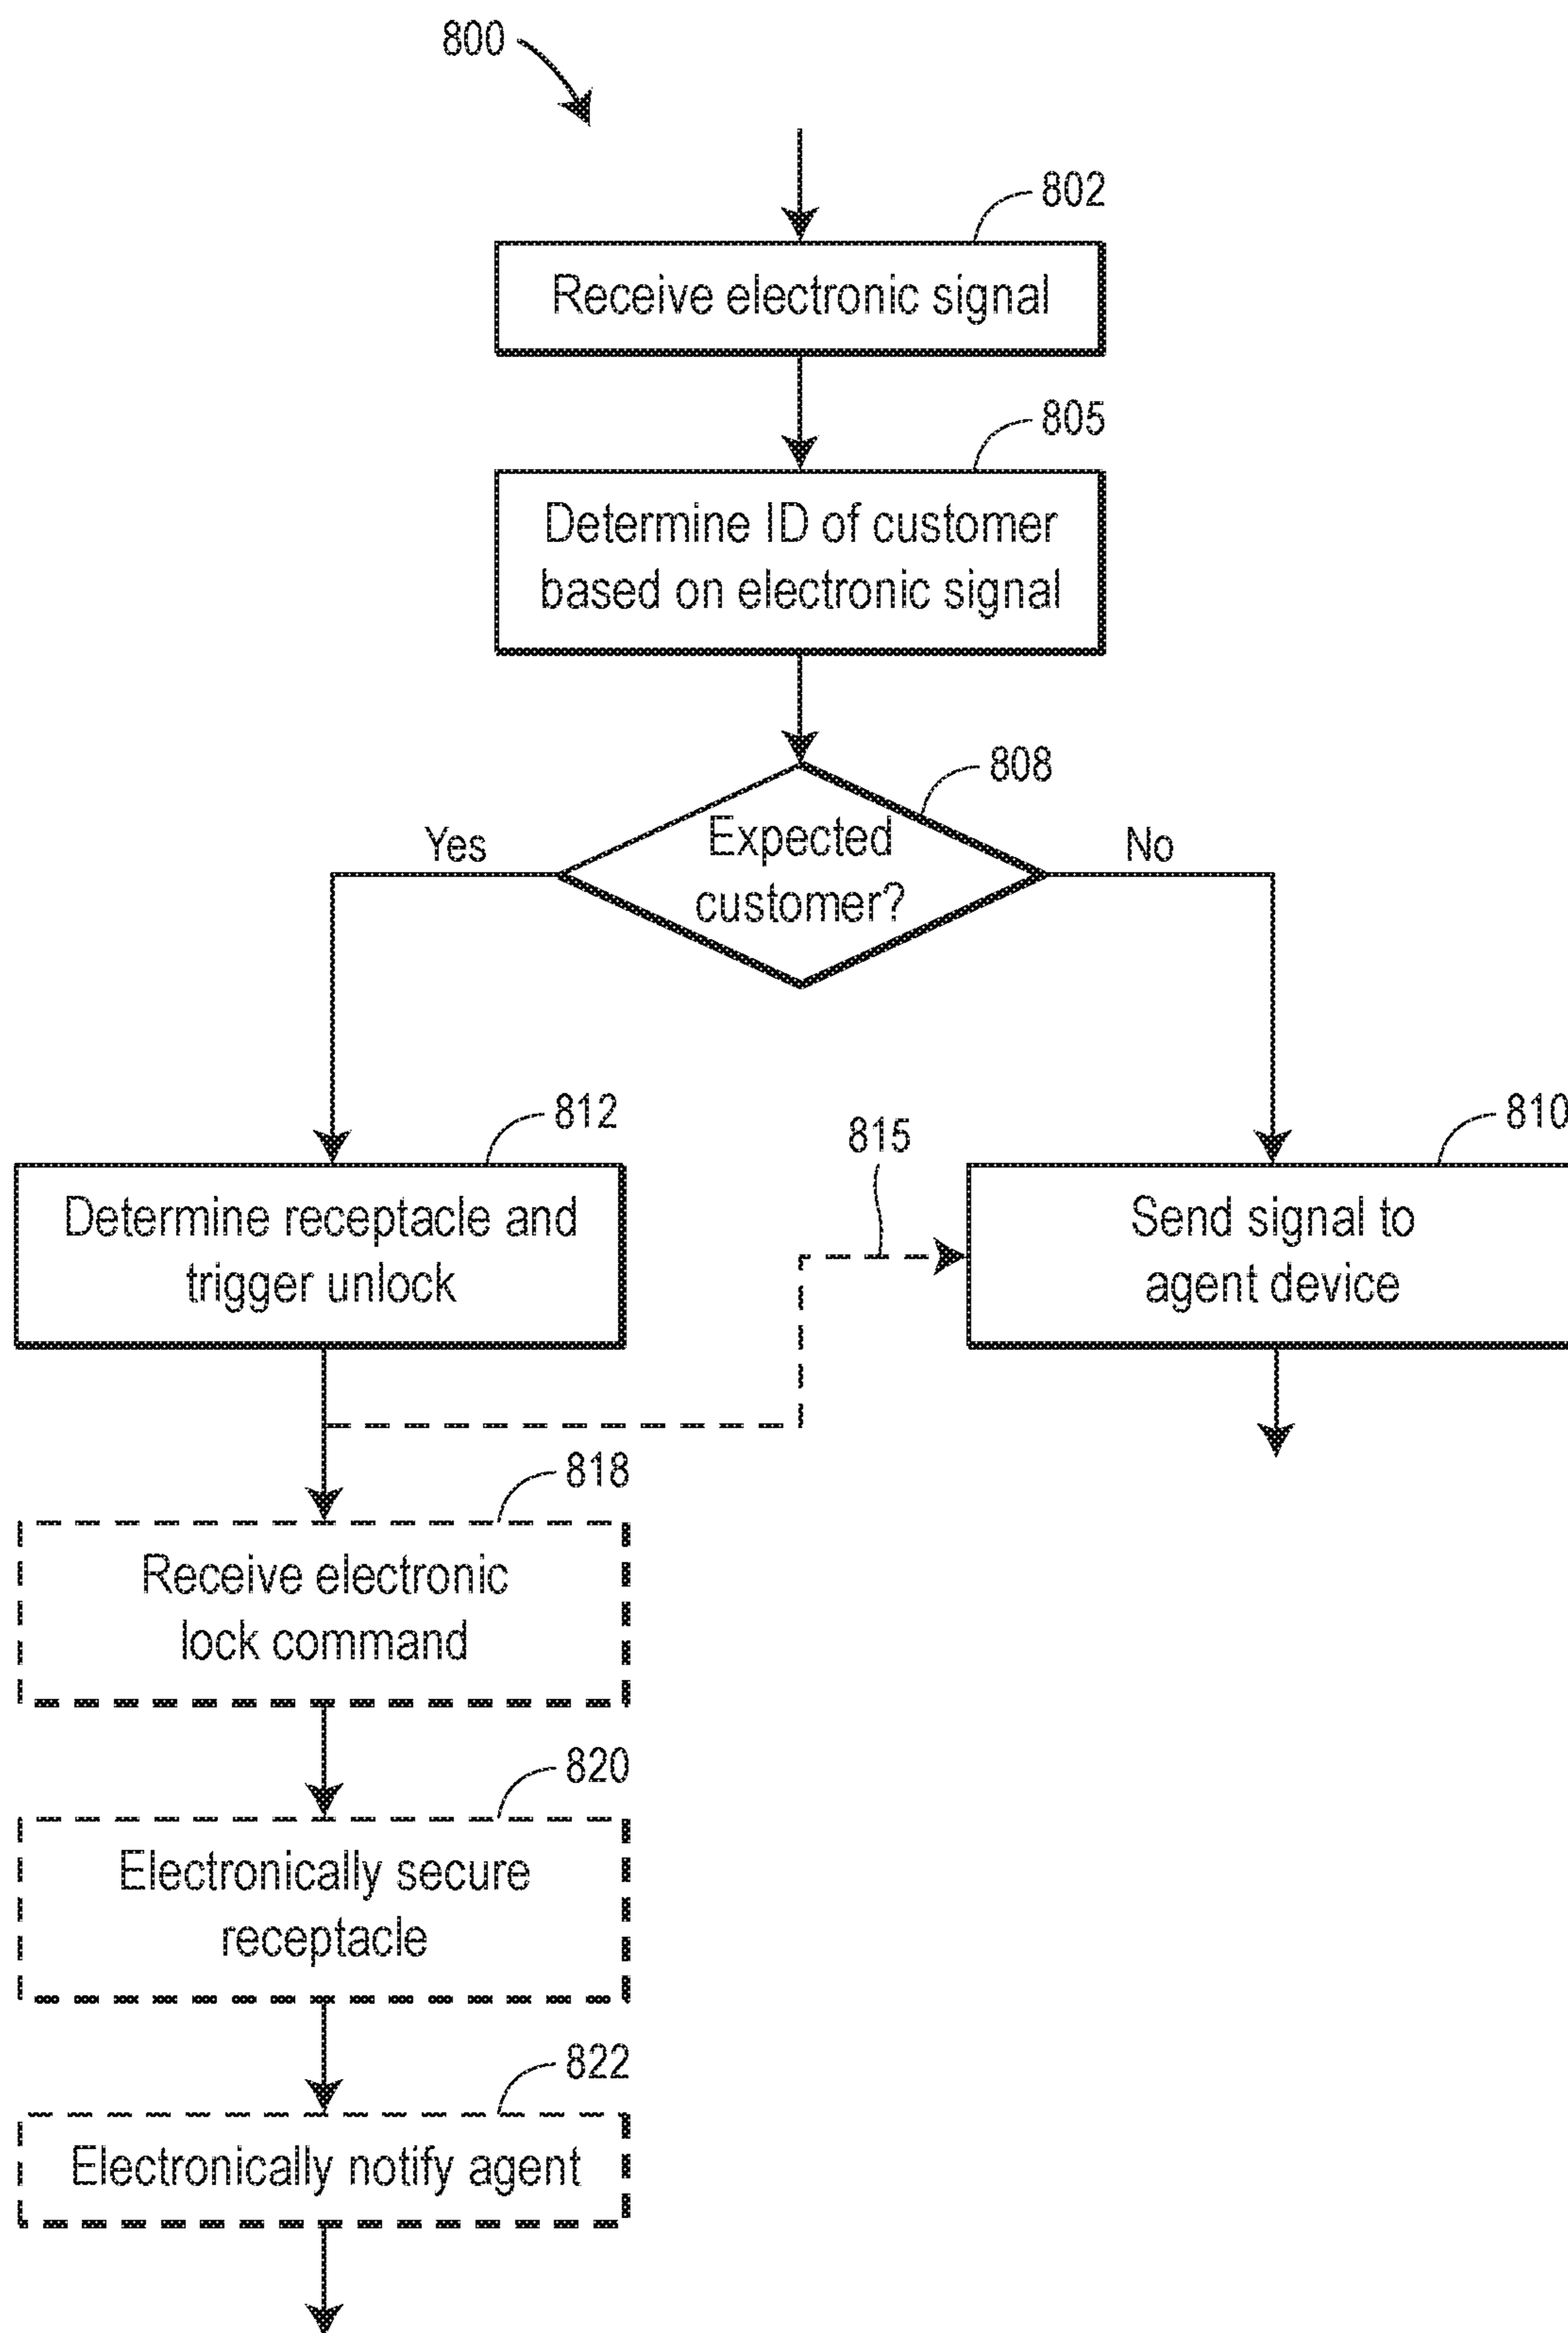 800
802
Receive electronic signal
805
Determine ID of customer
based on electronic signal
808
Expected
customer?
Yes
No
812
Determine receptacle and
trigger unlock
815
810
Send signal to
agent device
818
Receive electronic
lock command
820
Electronically secure
receptacle
822
Electronically notify agent